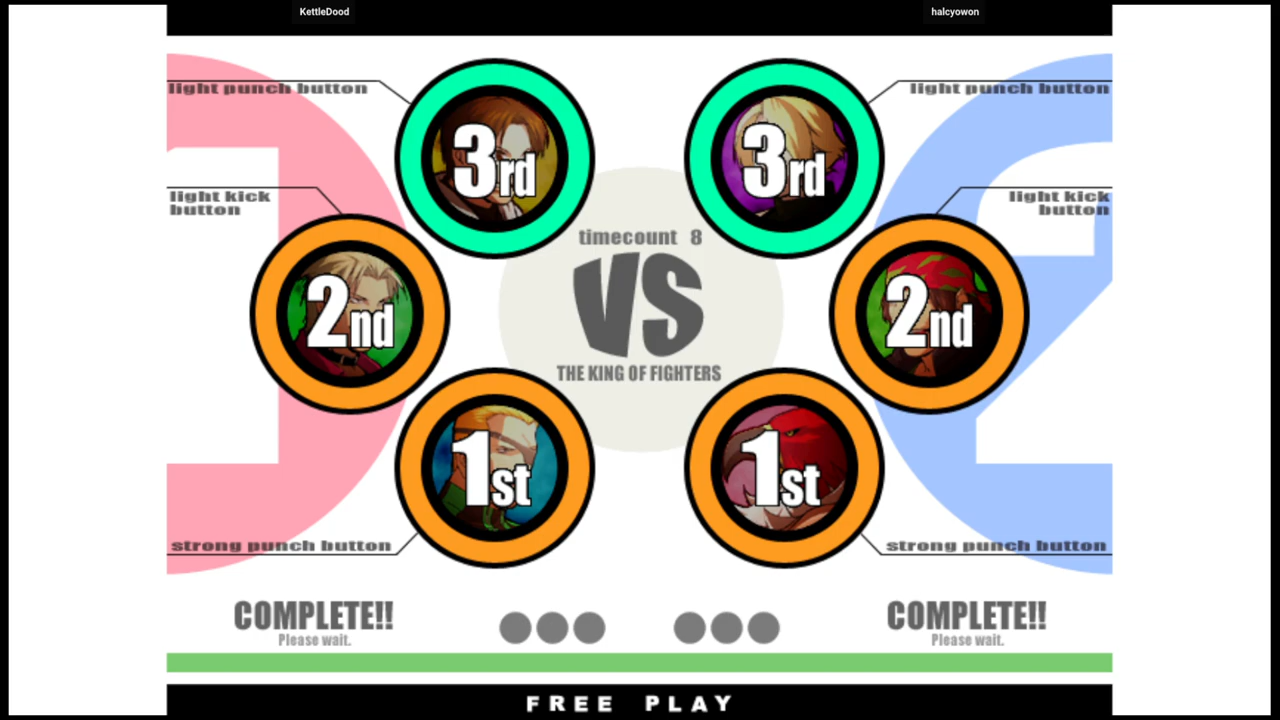 KettleDood
halcyowon
light punch button
light punch button
3rd
3rd
light kick
button
light kick
button
timecount 8
VS
THE KING OF FIGHTERS
2nd
2nd
1st
1st
strong punch button
strong punch button
COMPLETE!!
Please wait.
COMPLETE!!
Please wait.
FREE PLAY
1
2